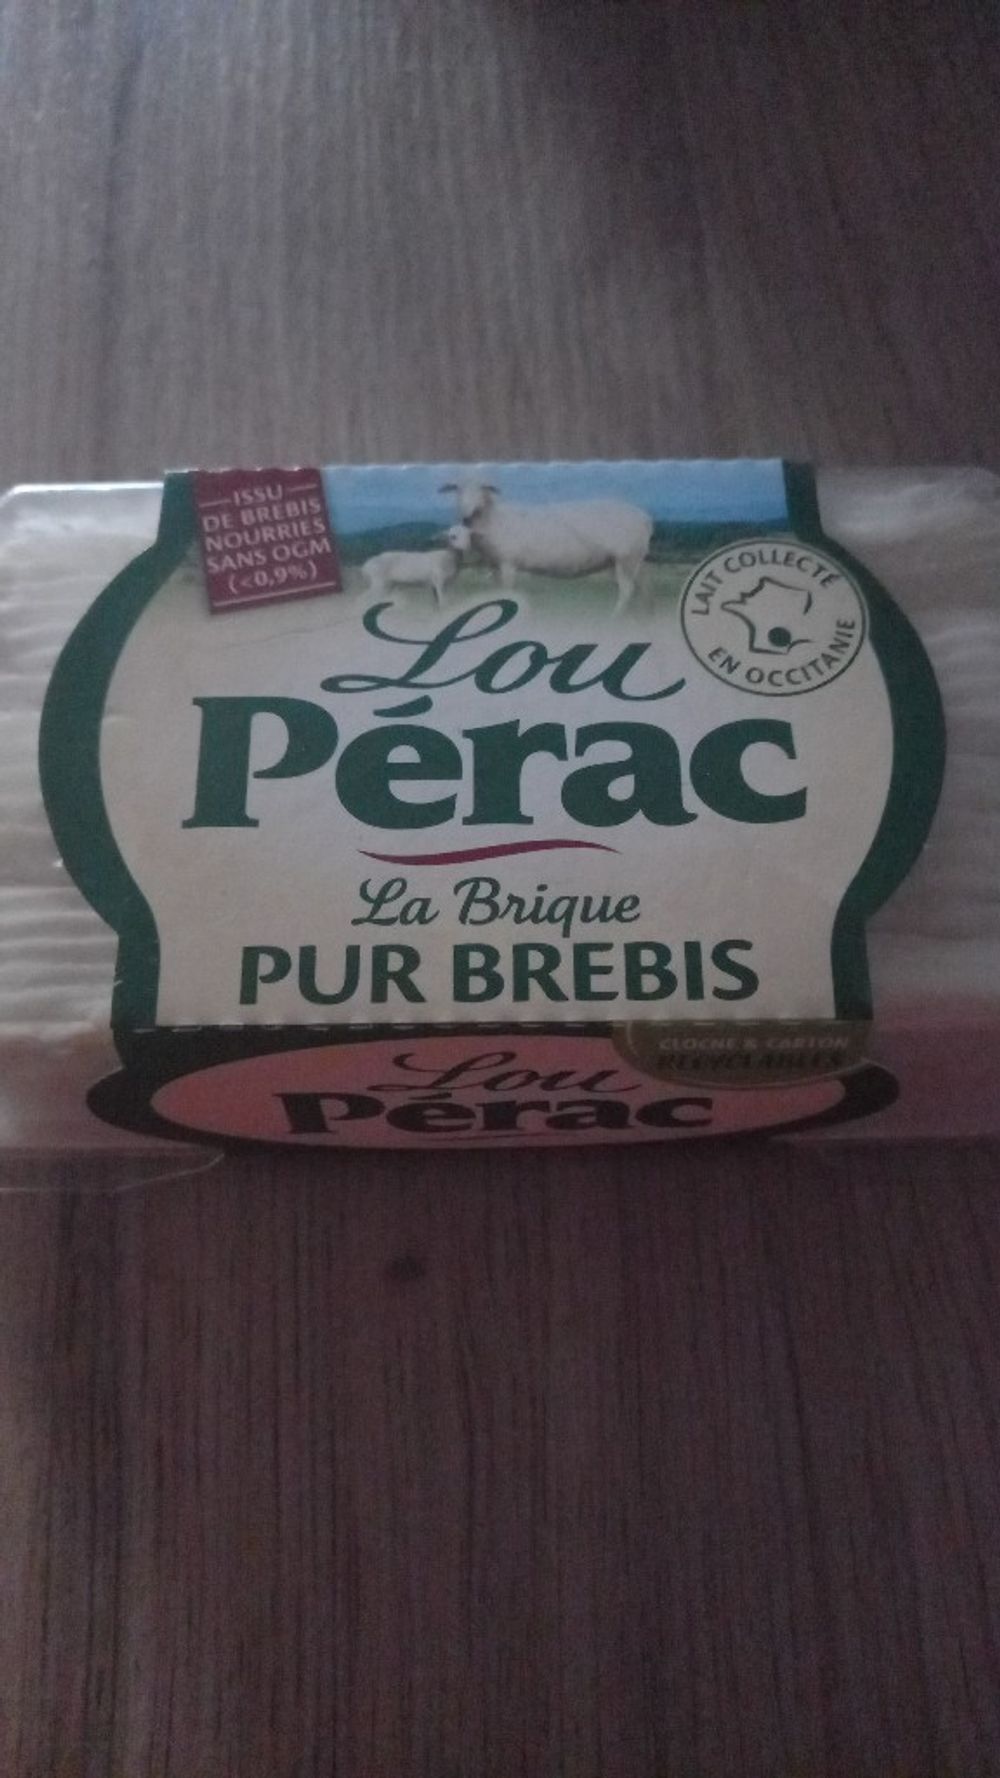 ISSU
DE BREBIS
NOURRIES
SANS OGM
(<0,9%)
LAIT COLLECTÉ
EN OCCITANIE
Lou
Pérac
La Brique
PUR BREBIS
CLOCHE & CARTON
RECYCLABLES
Lou
Pérac